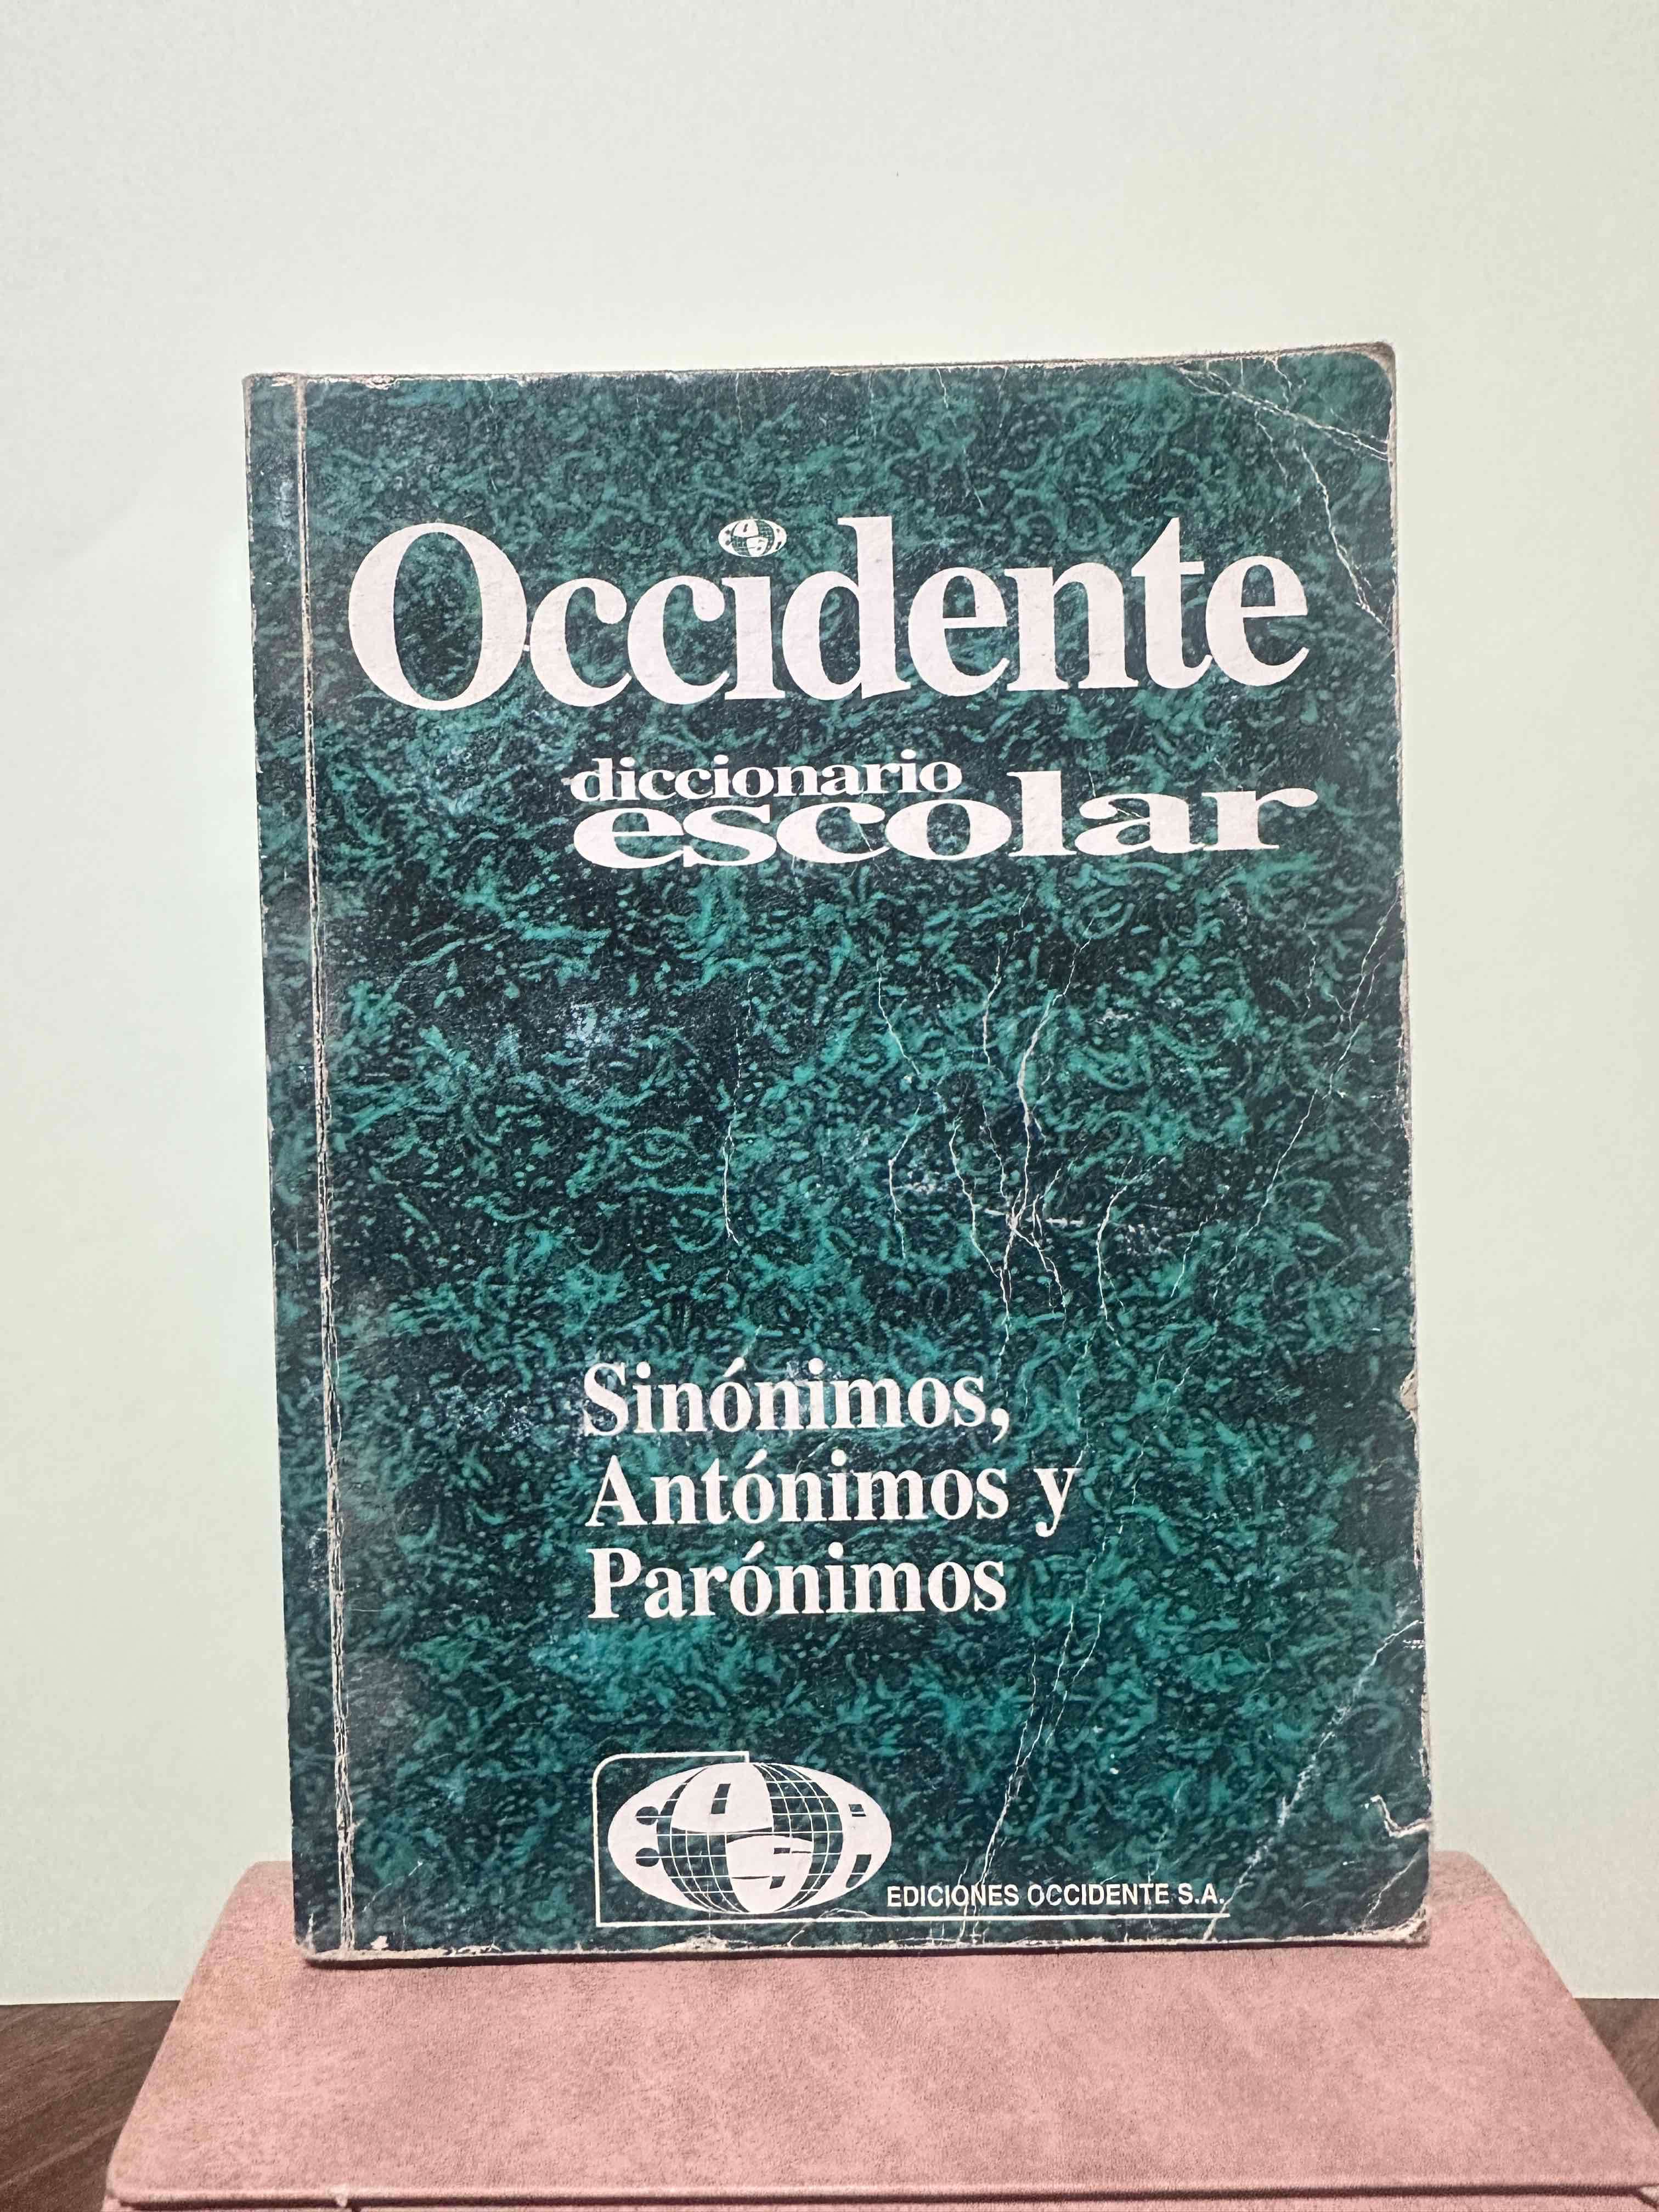 Occidente
diccionario
escolar
Sinónimos,
Antónimos y
Parónimos
EDICIONES OCCIDENTE S.A.